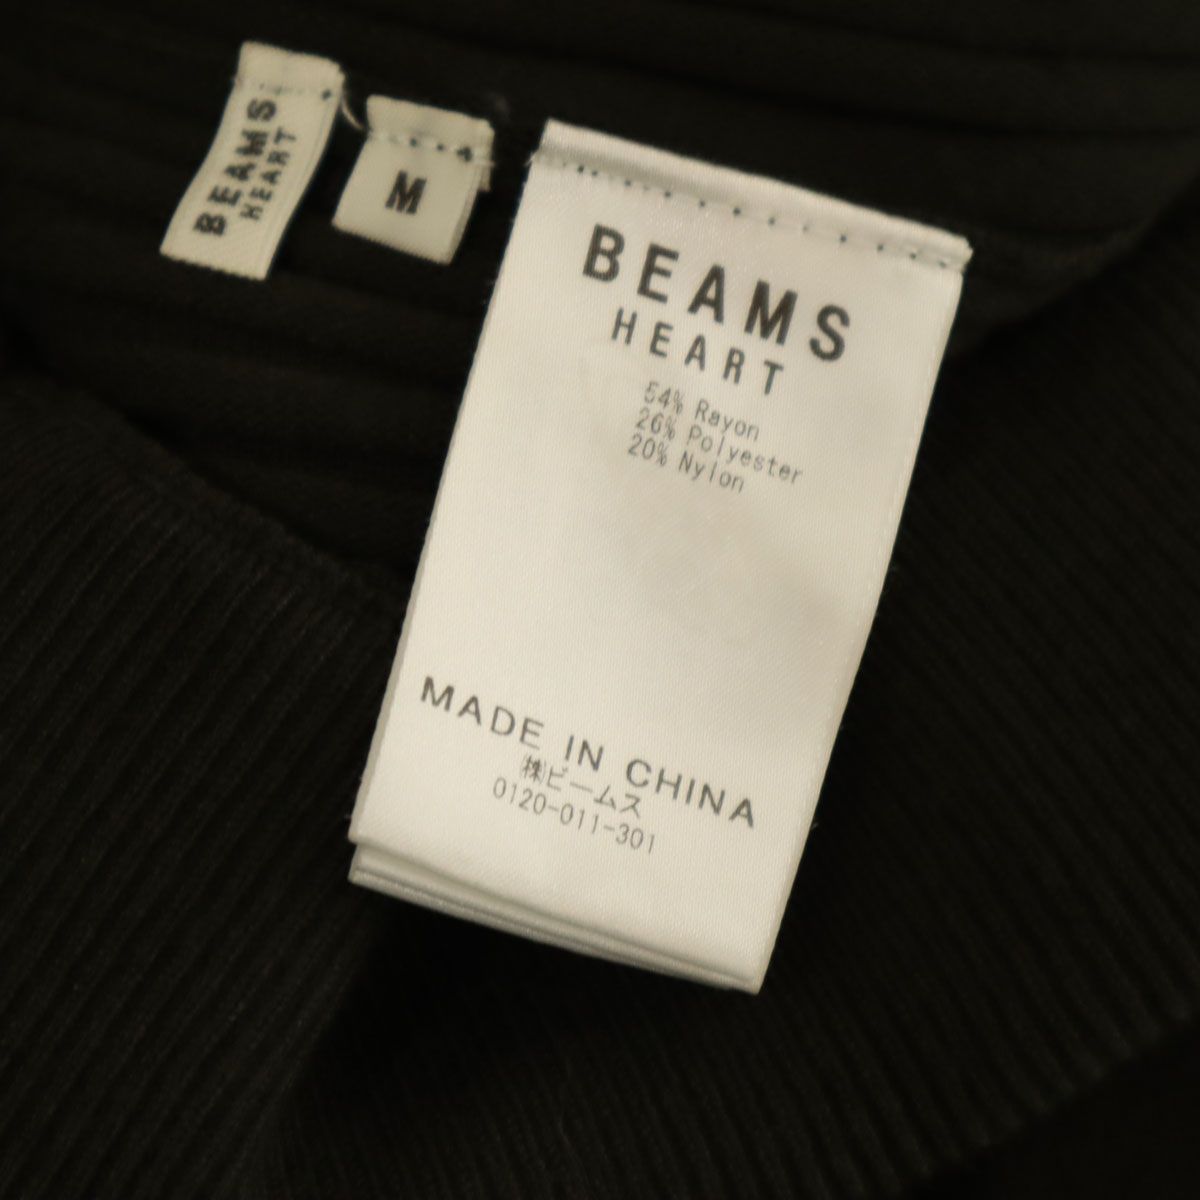 BEAMS
HEART
M
BEAMS
HEART
54% Rayon
26% Polyester
20% Nylon
MADE IN CHINA
㈱ビームス
0120-011-301